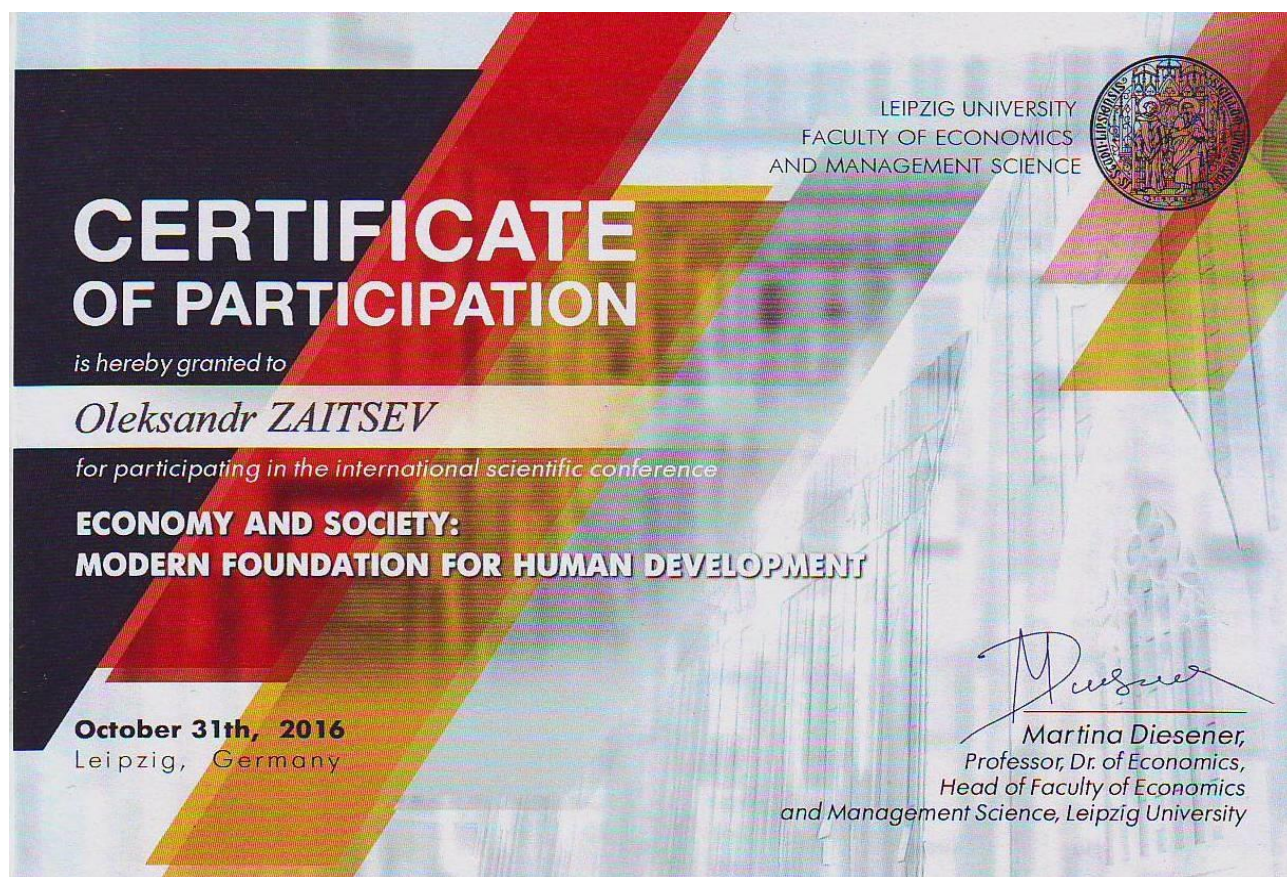 LEIPZIG UNIVERSITY
FACULTY OF ECONOMICS
AND MANAGEMENT SCIENCE
CERTIFICATE
OF PARTICIPATION
is hereby granted to
Oleksandr ZAITSEV
for participating in the international scientific conference
ECONOMY AND SOCIETY:
MODERN FOUNDATION FOR HUMAN DEVELOPMENT
October 31th, 2016
Leipzig, Germany
Martina Diesener,
Professor, Dr. of Economics,
Head of Faculty of Economics
and Management Science, Leipzig University